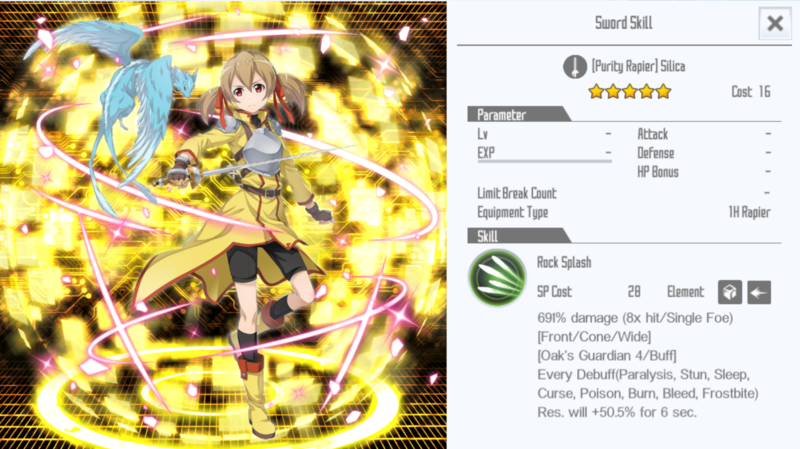 Sword Skill
[Purity Rapier] Silica
Cost 16
Parameter
Lv - Attack -
EXP - Defense -
HP Bonus -
Limit Break Count -
Equipment Type 1H Rapier
Skill
Rock Splash
SP Cost 28 Element
691% damage (8x hit/Single Foe)
[Front/Cone/Wide]
[Oak's Guardian 4/Buff]
Every Debuff(Paralysis, Stun, Sleep,
Curse, Poison, Burn, Bleed, Frostbite)
Res. will +50.5% for 6 sec.